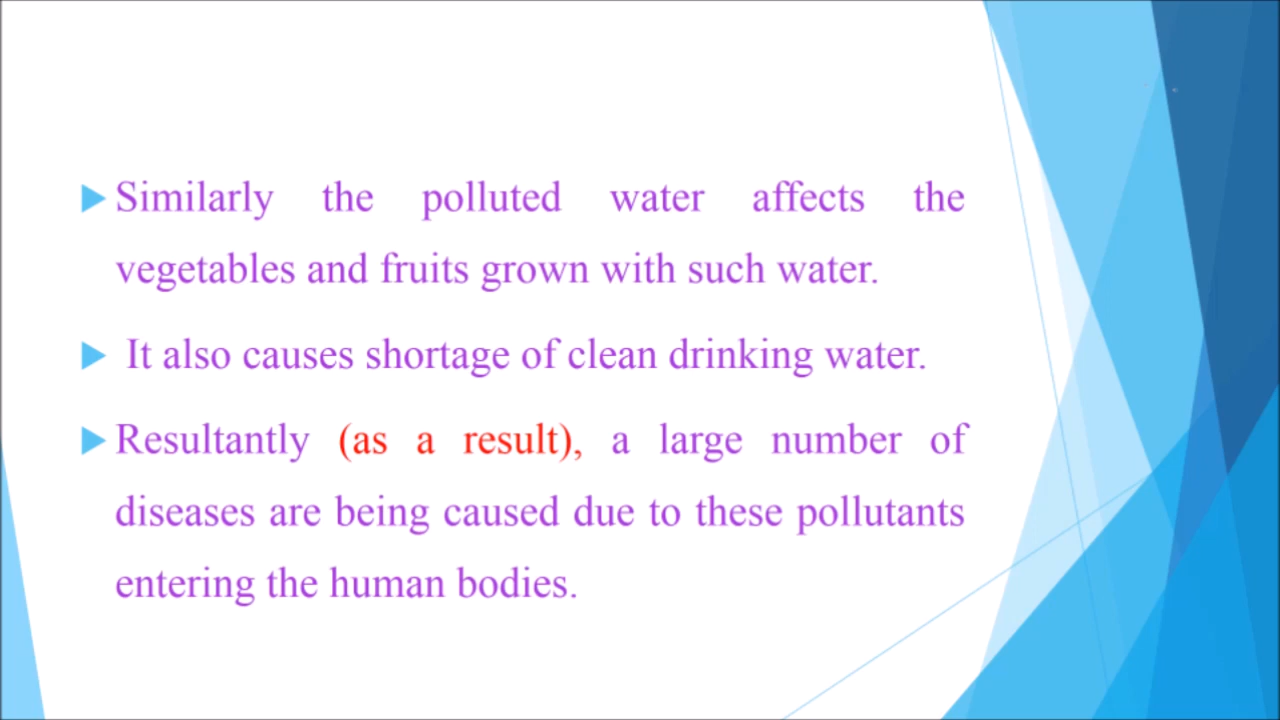 Similarly the polluted water affects the
vegetables and fruits grown with such water.
It also causes shortage of clean drinking water.
Resultantly (as a result), a large number of
diseases are being caused due to these pollutants
entering the human bodies.